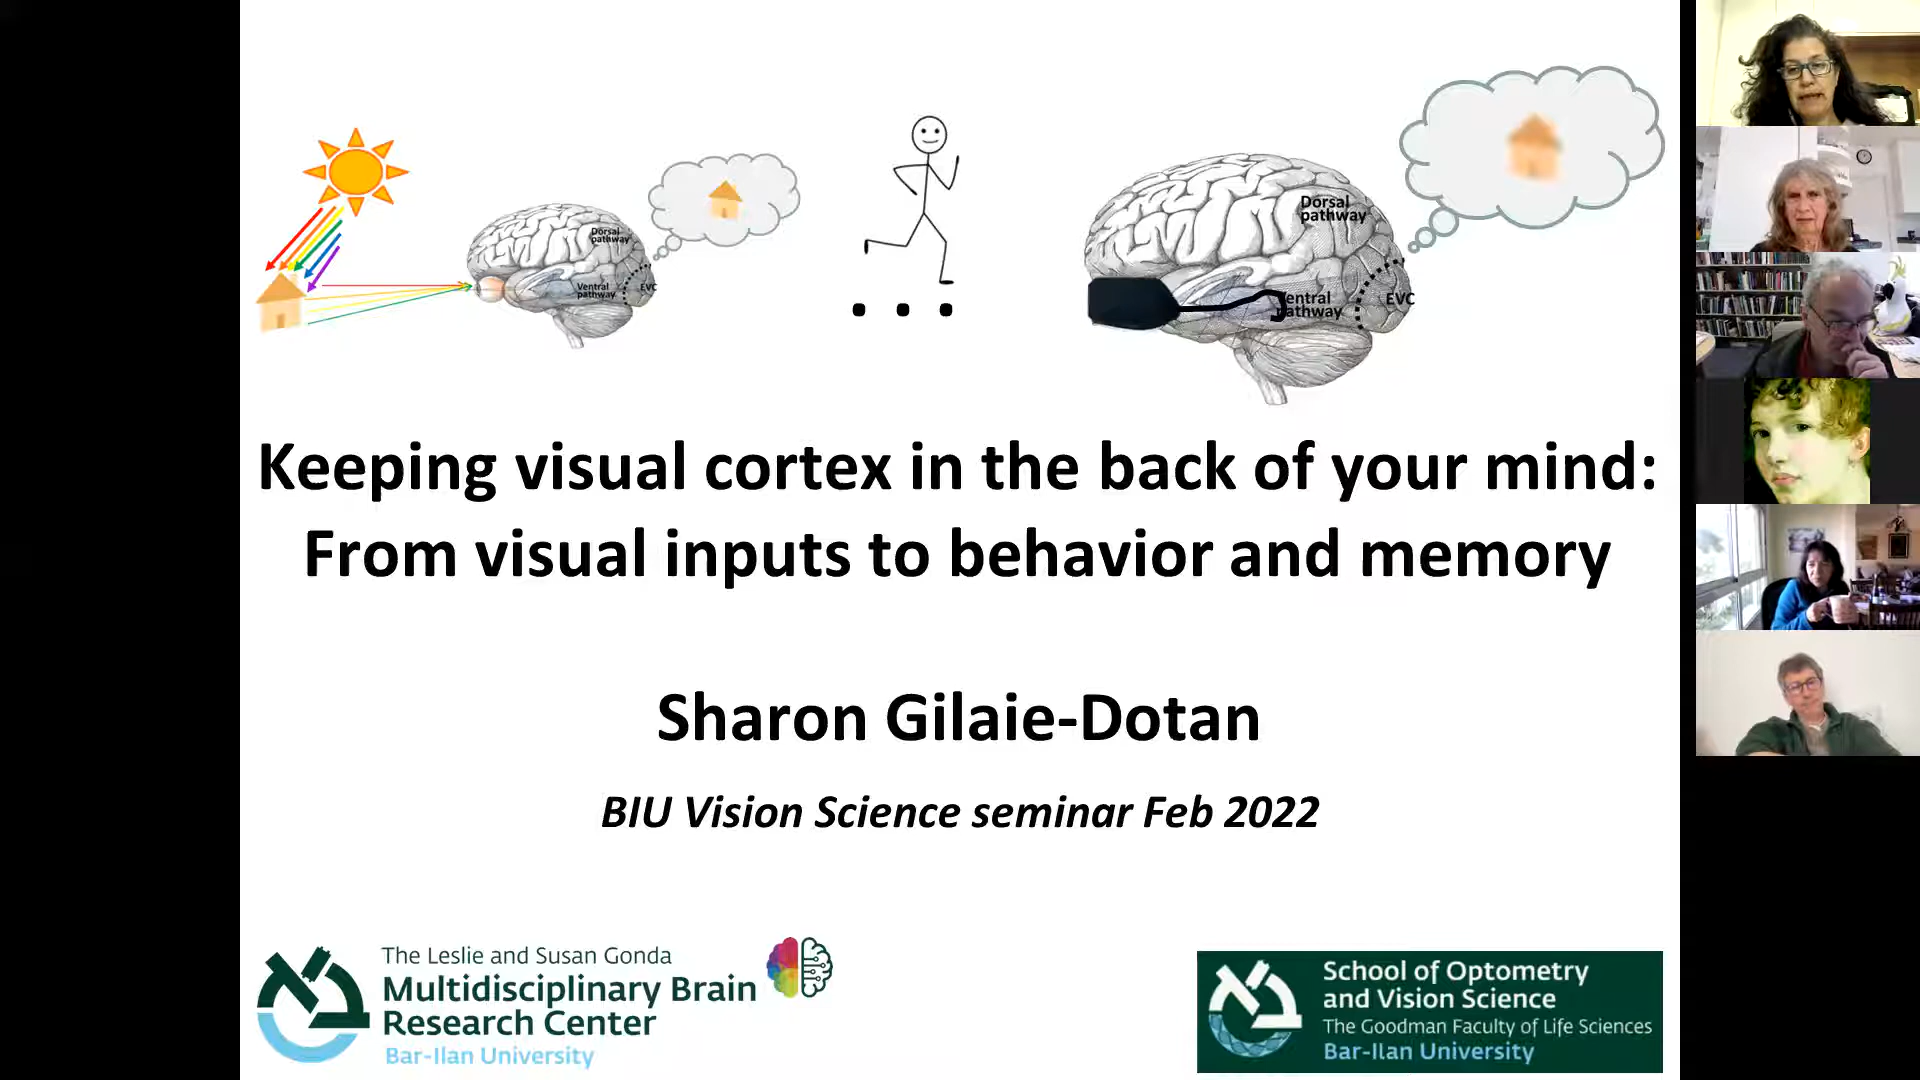 Dorsal
pathway
Ventral
pathway
EVC
Dorsal
pathway
entral
pathway
EVC
Keeping visual cortex in the back of your mind:
From visual inputs to behavior and memory
Sharon Gilaie-Dotan
BIU Vision Science seminar Feb 2022
The Leslie and Susan Gonda
Multidisciplinary Brain
Research Center
Bar-Ilan University
School of Optometry
and Vision Science
The Goodman Faculty of Life Sciences
Bar-Ilan University